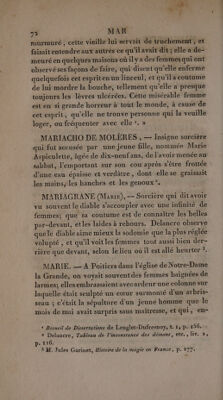 72 MAR
murmuré; cette vieille lui servait de truchement, et
faisait entendre aux autres ce qu'il avait dit; elle a de-
meuré en quelques maisons où il y a des femmes qui ont
observé ses façons de faire, qui disent qu'elle enferme
quelquefois cet esprit en un linceul, et qu'il a coutume
de lui mordre la bouche, tellement qu'elle a presque
toujours les lèvres ulcérées. Cette misérable femme
est en si grande horreur à tout le monde, à cause de
cet esprit, qu'elle ne trouve personne qui la veuille
loger, ou fréquenter avec elle ¹. »
MARIACHO DE MOLÈRES, — Insigne sorcière
qui fut accusée par une jeune fille, nommée Marie
Aspiculette, âgée de dix-neuf ans, de l'avoir menée au
sabbat, l'emportant sur son cou après s'être frottée
d'une eau épaisse et verdâtre, dont elle se graissait
les mains, les hanches et les genoux ².
MARIAGRANE (Marie), — Sorcière qui dit avoir
vu souvent le diable s'accoupler avec une infinité de
femmes; que sa coutume est de connaître les belles
par-devant, et les laides à rebours. Delancre observe
que le diable aime mieux la sodomie que la plus réglée
volupté, et qu'il voit les femmes tout aussi bien der-
rière que devant, selon le lieu où il est allé heurter ².
MARIE. — A Poitiers dans l'église de Notre-Dame
la Grande, on voyait souvent des femmes baignées de
larmes; elles embrassaient avec ardeur une colonne sur
laquelle était sculpté un cœur surmonté d'un arbris-
seau; c'était la sépulture d'un jeune homme que le
mois de mai avait surpris sans maîtresse, et qui, en-
¹ Recueil de Dissertations de Lenglet-Dufresnoy, t. 1, p. 156.
² Delancre, Tableau de l'inconstance des démons, etc., liv. 2,
p. 116.
³ M. Jules Garinet, Histoire de la magie en France, p. 177.